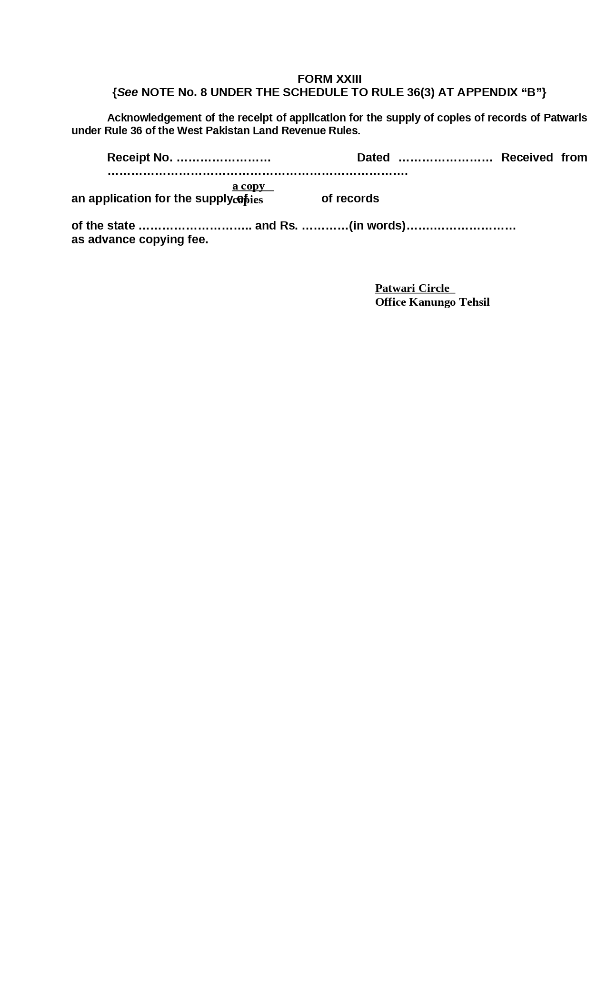 FORM XXIII
{See NOTE No. 8 UNDER THE SCHEDULE TO RULE 36(3) AT APPENDIX “B”}
Acknowledgement of the receipt of application for the supply of copies of records of Patwaris
under Rule 36 of the West Pakistan Land Revenue Rules.
Receipt No. …………………… Dated …………………… Received from
………………………………………………………………….
a copy
an application for the supply of copies of records
of the state ……………………….. and Rs. …………(in words)…….…………………
as advance copying fee.
Patwari Circle
Office Kanungo Tehsil